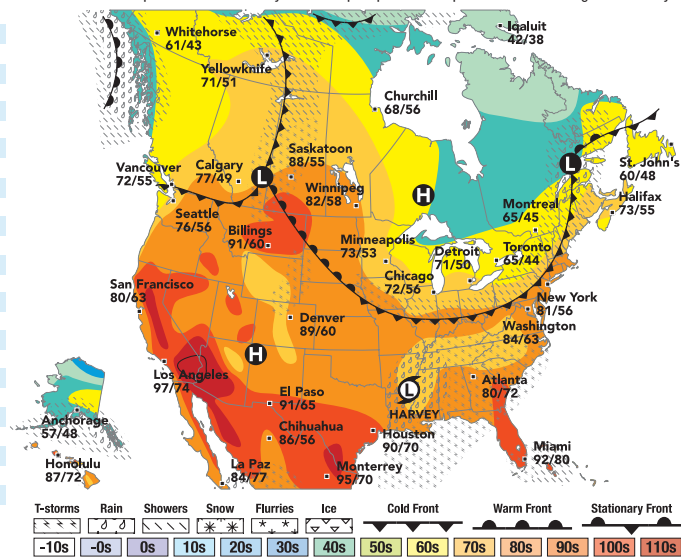 Whitehorse
61/43
Iqaluit
42/38
Yellowknife
71/51
Churchill
68/56
Vancouver
72/55
Calgary
77/49
Saskatoon
88/55
Winnipeg
82/58
St. John's
60/48
Halifax
73/55
Montreal
65/45
Seattle
76/56
Billings
91/60
Minneapolis
73/53
Detroit
71/50
Toronto
65/44
Chicago
72/56
San Francisco
80/63
New York
81/56
Denver
89/60
Washington
84/63
L
L
H
H
L
HARVEY
Los Angeles
97/74
El Paso
91/65
Atlanta
80/72
Anchorage
57/48
Chihuahua
86/56
Houston
90/70
Honolulu
87/72
La Paz
84/77
Monterrey
95/70
Miami
92/80
T-storms Rain Showers Snow Flurries Ice Cold Front Warm Front Stationary Front
-10s -0s 0s 10s 20s 30s 40s 50s 60s 70s 80s 90s 100s 110s